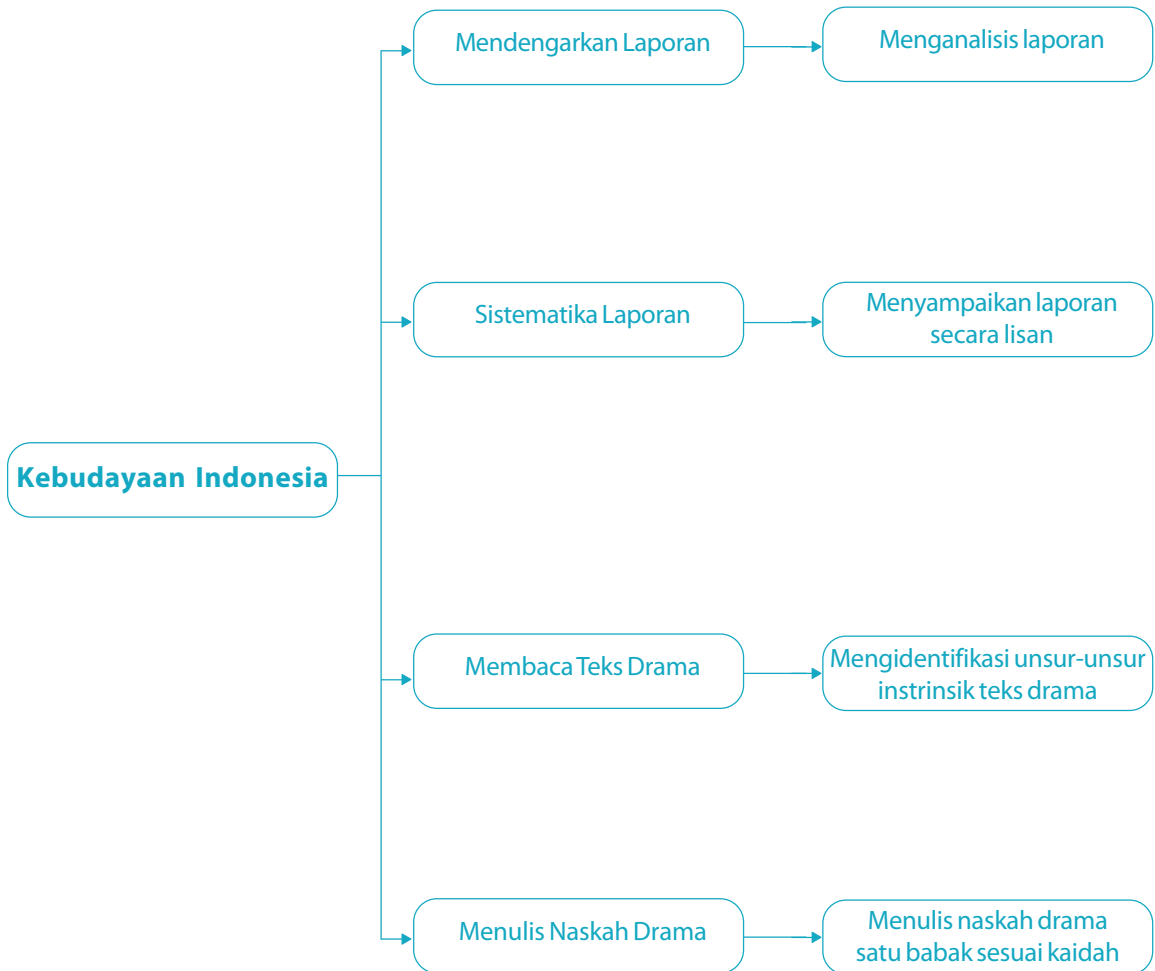 Mendengarkan Laporan
Menganalisis laporan
Sistematika Laporan
Menyampaikan laporan
secara lisan
Kebudayaan Indonesia
Membaca Teks Drama
Mengidentifikasi unsur-unsur
instrinsik teks drama
Menulis Naskah Drama
Menulis naskah drama
satu babak sesuai kaidah